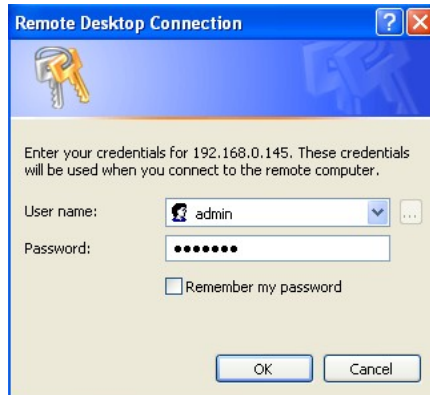 Remote Desktop Connection
Enter your credentials for 192.168.0.145. These credentials
will be used when you connect to the remote computer.
User name: admin ...
Password: •••••••
Remember my password
OK Cancel